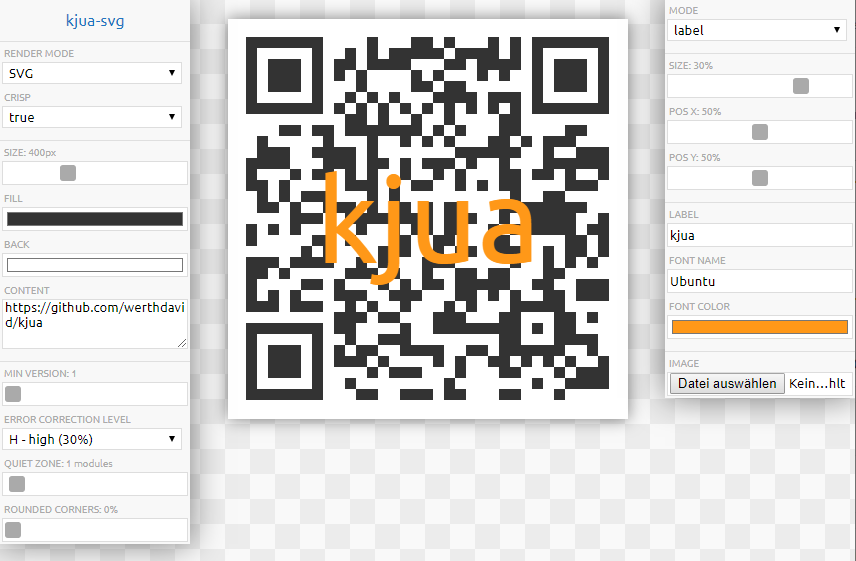 kjua-svg
RENDER MODE
SVG
CRISP
true
SIZE: 400px
FILL
BACK
CONTENT
https://github.com/werthdavi
d/kjua
MIN VERSION: 1
ERROR CORRECTION LEVEL
H - high (30%)
QUIET ZONE: 1 modules
ROUNDED CORNERS: 0%
kjua
MODE
label
SIZE: 30%
POS X: 50%
POS Y: 50%
LABEL
kjua
FONT NAME
Ubuntu
FONT COLOR
IMAGE
Datei auswählen Kein...hlt